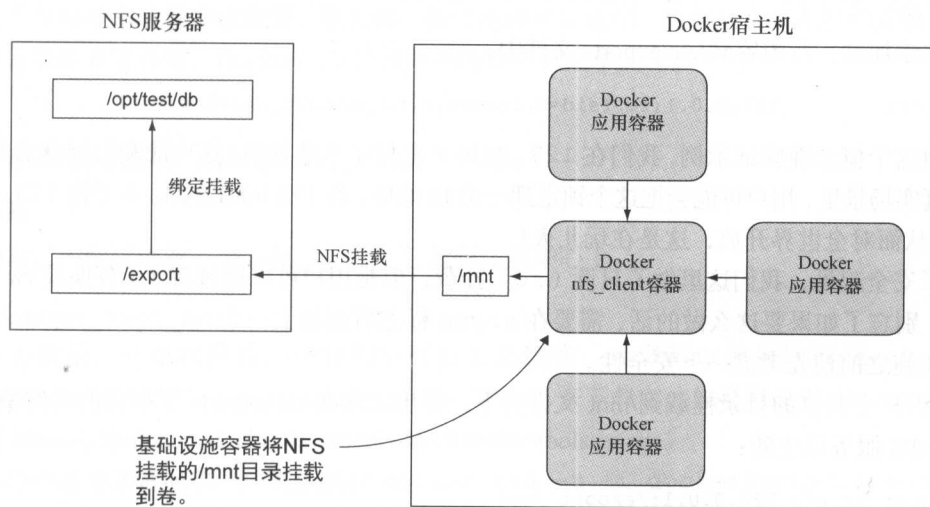 NFS服务器
Docker宿主机
/opt/test/db
绑定挂载
/export
NFS挂载
/mnt
Docker
应用容器
Docker
nfs_client容器
Docker
应用容器
Docker
应用容器
基础设施容器将NFS
挂载的/mnt目录挂载
到卷。